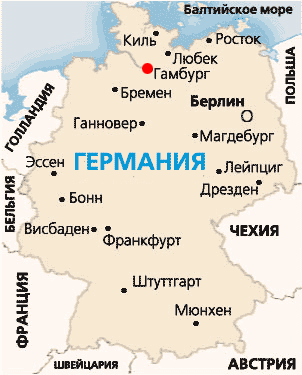 Балтийское море
Киль
Росток
Любек
Гамбург
ПОЛЬША
Бремен
Берлин
ГОЛЛАНДИЯ
Ганновер
Магдебург
Эссен
ГЕРМАНИЯ
Лейпциг
Дрезден
БЕЛЬГИЯ
Бонн
Висбаден
Франкфурт
ЧЕХИЯ
ФРАНЦИЯ
Штуттгарт
Мюнхен
ШВЕЙЦАРИЯ
АВСТРИЯ